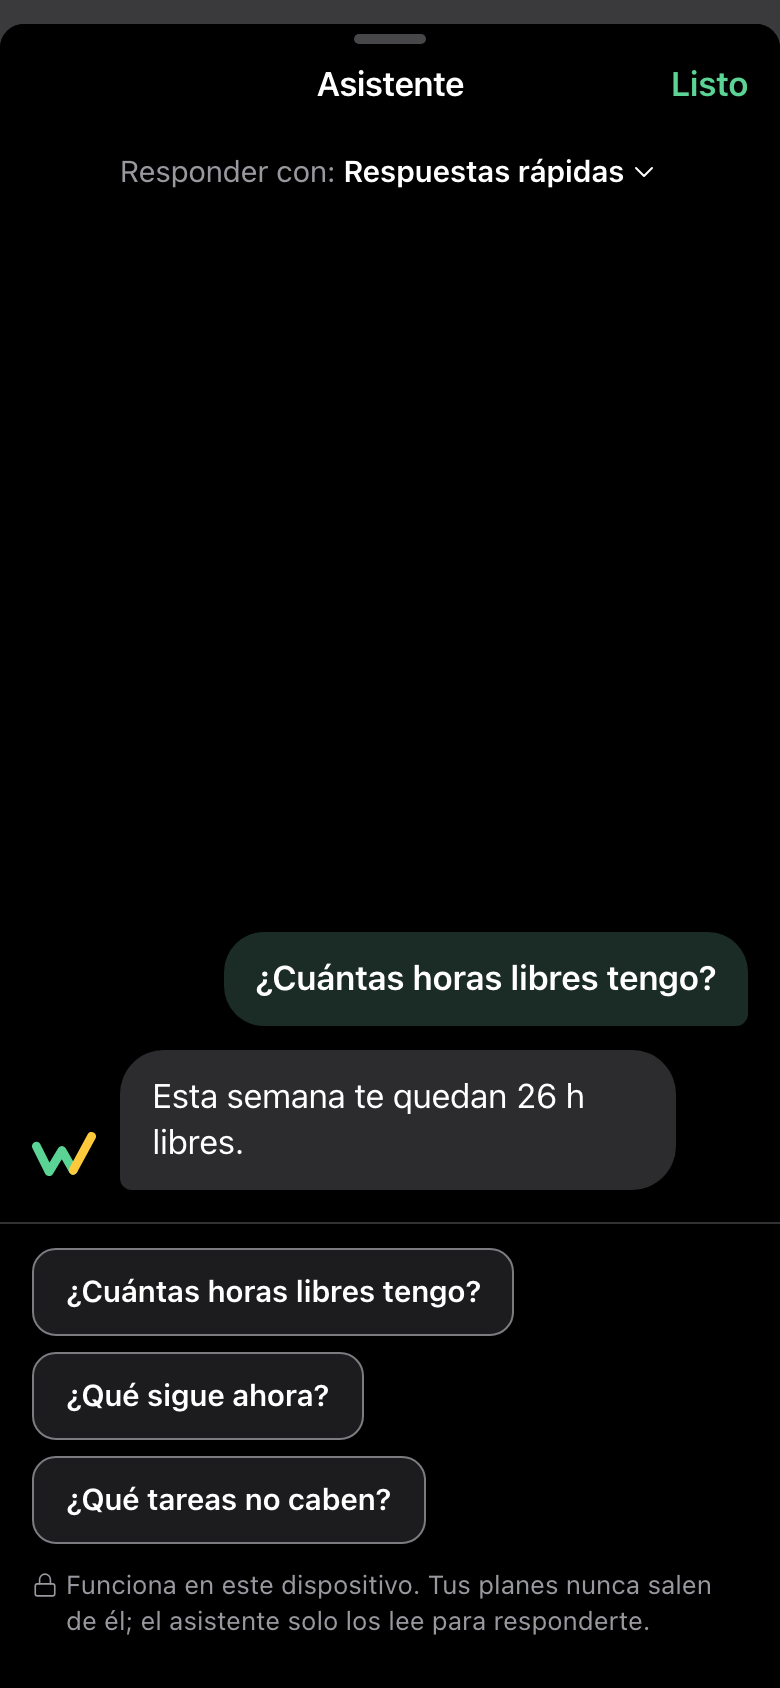 Asistente
Listo
Responder con: Respuestas rápidas
¿Cuántas horas libres tengo?
Esta semana te quedan 26 h
libres.
¿Cuántas horas libres tengo?
¿Qué sigue ahora?
¿Qué tareas no caben?
Funciona en este dispositivo. Tus planes nunca salen
de él; el asistente solo los lee para responderte.